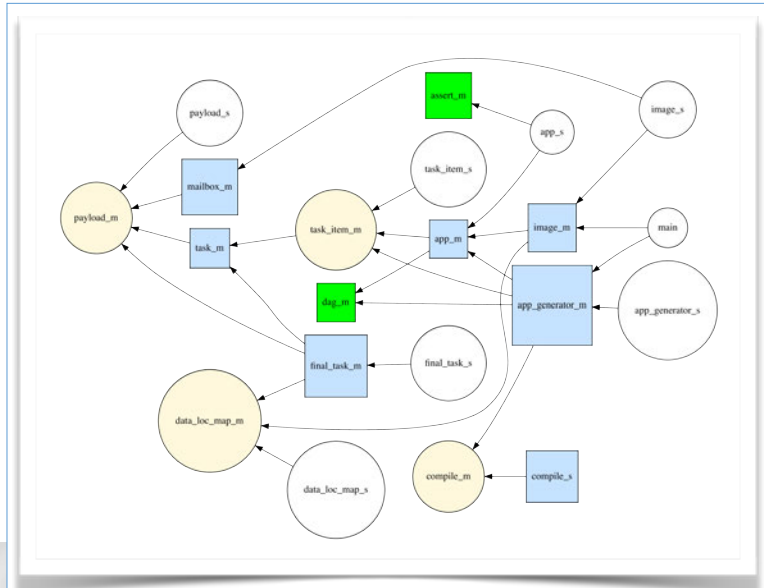 assert_m
payload_s
image_s
app_s
task_item_s
mailbox_m
payload_m
task_item_m
app_m
image_m
main
task_m
dag_m
app_generator_m
app_generator_s
final_task_m
final_task_s
data_loc_map_m
compile_m
compile_s
data_loc_map_s